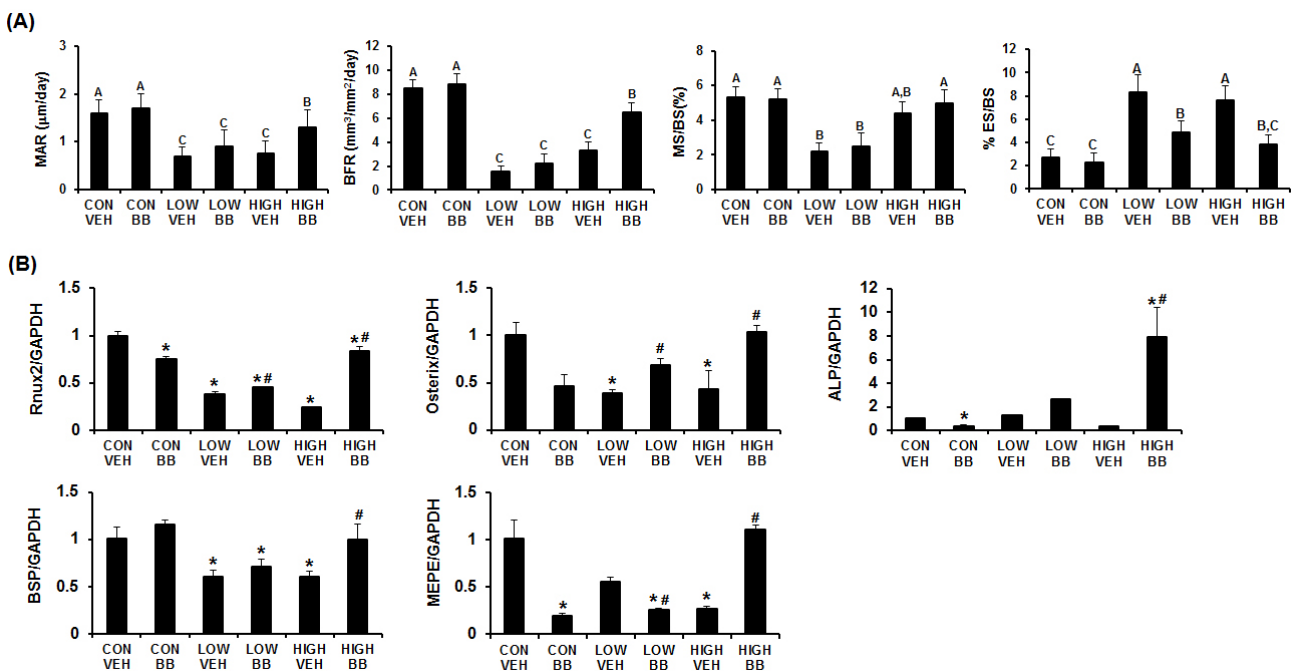 (A)
MAR (µm/day)
3
2
1
0
A
A
C
C
C
B
CON VEH
CON BB
LOW VEH
LOW BB
HIGH VEH
HIGH BB
BFR (mm³/mm²/day)
12
10
8
6
4
2
0
A
A
C
C
C
B
CON VEH
CON BB
LOW VEH
LOW BB
HIGH VEH
HIGH BB
MS/BS(%)
8
6
4
2
0
A
A
B
B
A,B
A
CON VEH
CON BB
LOW VEH
LOW BB
HIGH VEH
HIGH BB
% ES/BS
12
10
8
6
4
2
0
C
C
A
B
A
B,C
CON VEH
CON BB
LOW VEH
LOW BB
HIGH VEH
HIGH BB
(B)
Rnux2/GAPDH
1.5
1
0.5
0
*
*
*#
*
*#
CON VEH
CON BB
LOW VEH
LOW BB
HIGH VEH
HIGH BB
Osterix/GAPDH
1.5
1
0.5
0
*
#
*
#
CON VEH
CON BB
LOW VEH
LOW BB
HIGH VEH
HIGH BB
ALP/GAPDH
12
10
8
6
4
2
0
*
*#
CON VEH
CON BB
LOW VEH
LOW BB
HIGH VEH
HIGH BB
BSP/GAPDH
1.5
1
0.5
0
*
*
*
#
CON VEH
CON BB
LOW VEH
LOW BB
HIGH VEH
HIGH BB
MEPE/GAPDH
1.5
1
0.5
0
*
*#
*
#
CON VEH
CON BB
LOW VEH
LOW BB
HIGH VEH
HIGH BB